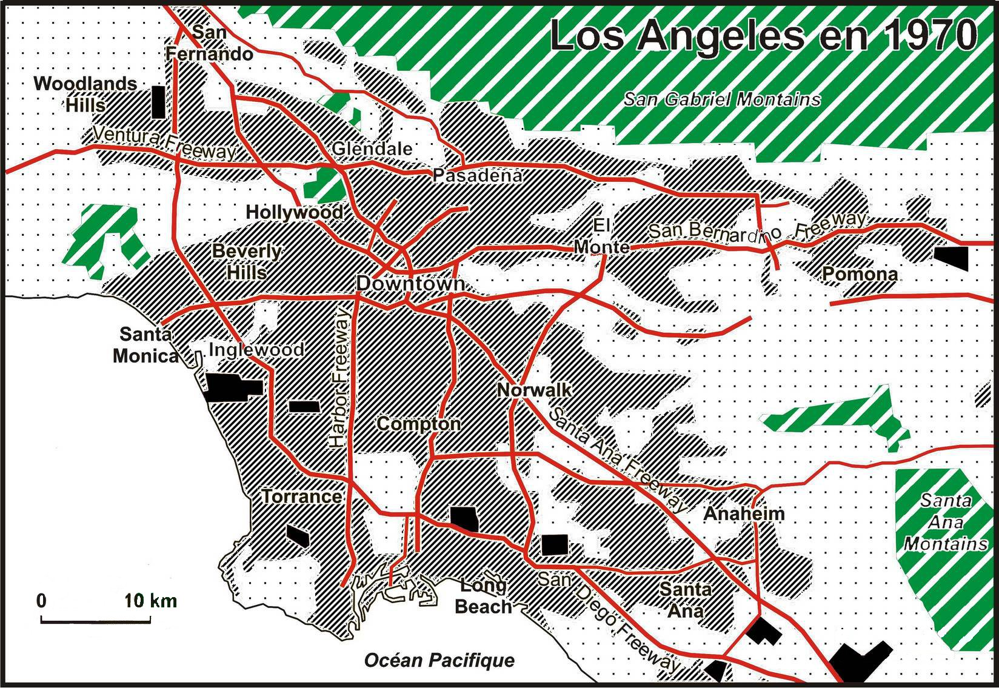 Los Angeles en 1970
San
Fernando
Woodlands
Hills
San Gabriel Montains
Ventura Freeway
Glendale
Pasadena
Hollywood
El
Monte
San Bernardino Freeway
Beverly
Hills
Pomona
Downtown
Santa
Monica
Inglewood
Harbor Freeway
Norwalk
Compton
Santa Ana Freeway
Torrance
Anaheim
Santa
Ana
Montains
San Diego Freeway
Long
Beach
Santa
Ana
0 10 km
Océan Pacifique